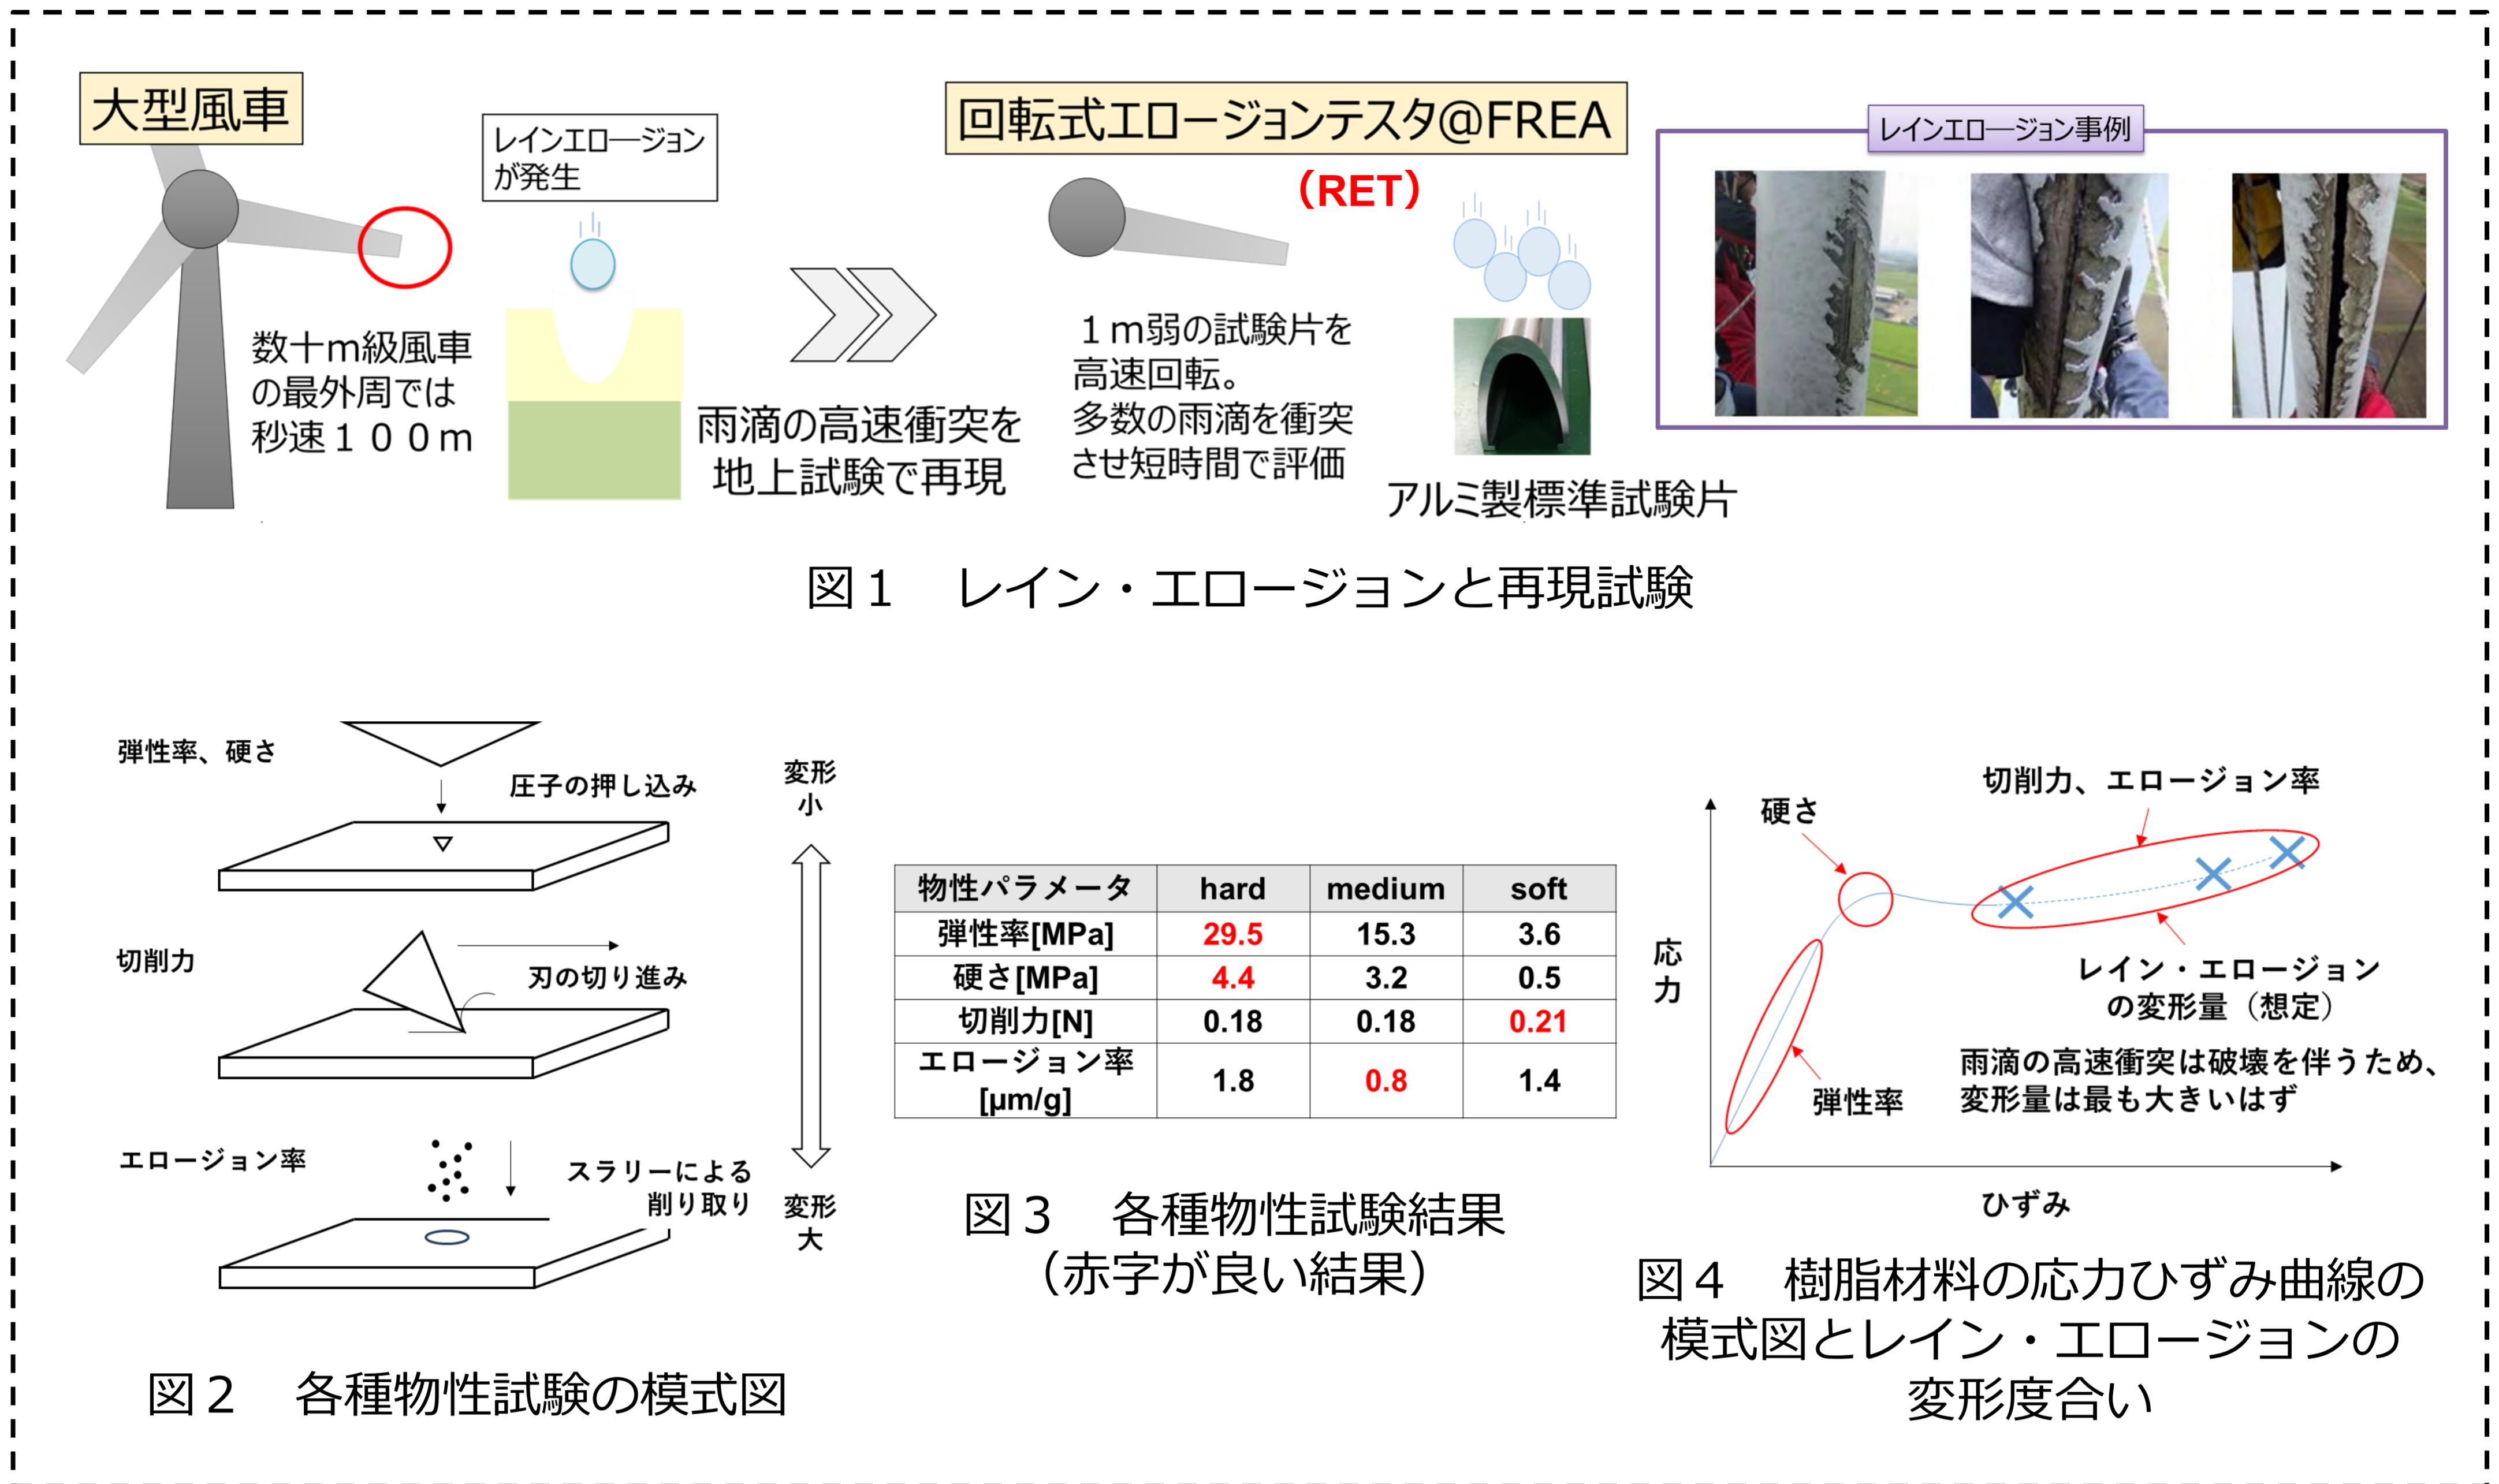 大型風車
レインエロ―ジョン
が発生
数十m級風車
の最外周では
秒速１００m
雨滴の高速衝突を
地上試験で再現
回転式エロージョンテスタ@FREA
（RET）
１ｍ弱の試験片を
高速回転。
多数の雨滴を衝突
させ短時間で評価
アルミ製標準試験片
レインエロ―ジョン事例
図１　レイン・エロージョンと再現試験
弾性率、硬さ
圧子の押し込み
切削力
刃の切り進み
エロージョン率
スラリーによる
削り取り
変形
小
変形
大
図２　各種物性試験の模式図
物性パラメータ hard medium soft
弾性率[MPa] 29.5 15.3 3.6
硬さ[MPa] 4.4 3.2 0.5
切削力[N] 0.18 0.18 0.21
エロージョン率
[μm/g] 1.8 0.8 1.4
図３　各種物性試験結果
（赤字が良い結果）
応
力
硬さ
切削力、エロージョン率
レイン・エロージョン
の変形量（想定）
弾性率
雨滴の高速衝突は破壊を伴うため、
変形量は最も大きいはず
ひずみ
図４　樹脂材料の応力ひずみ曲線の
模式図とレイン・エロージョンの
変形度合い